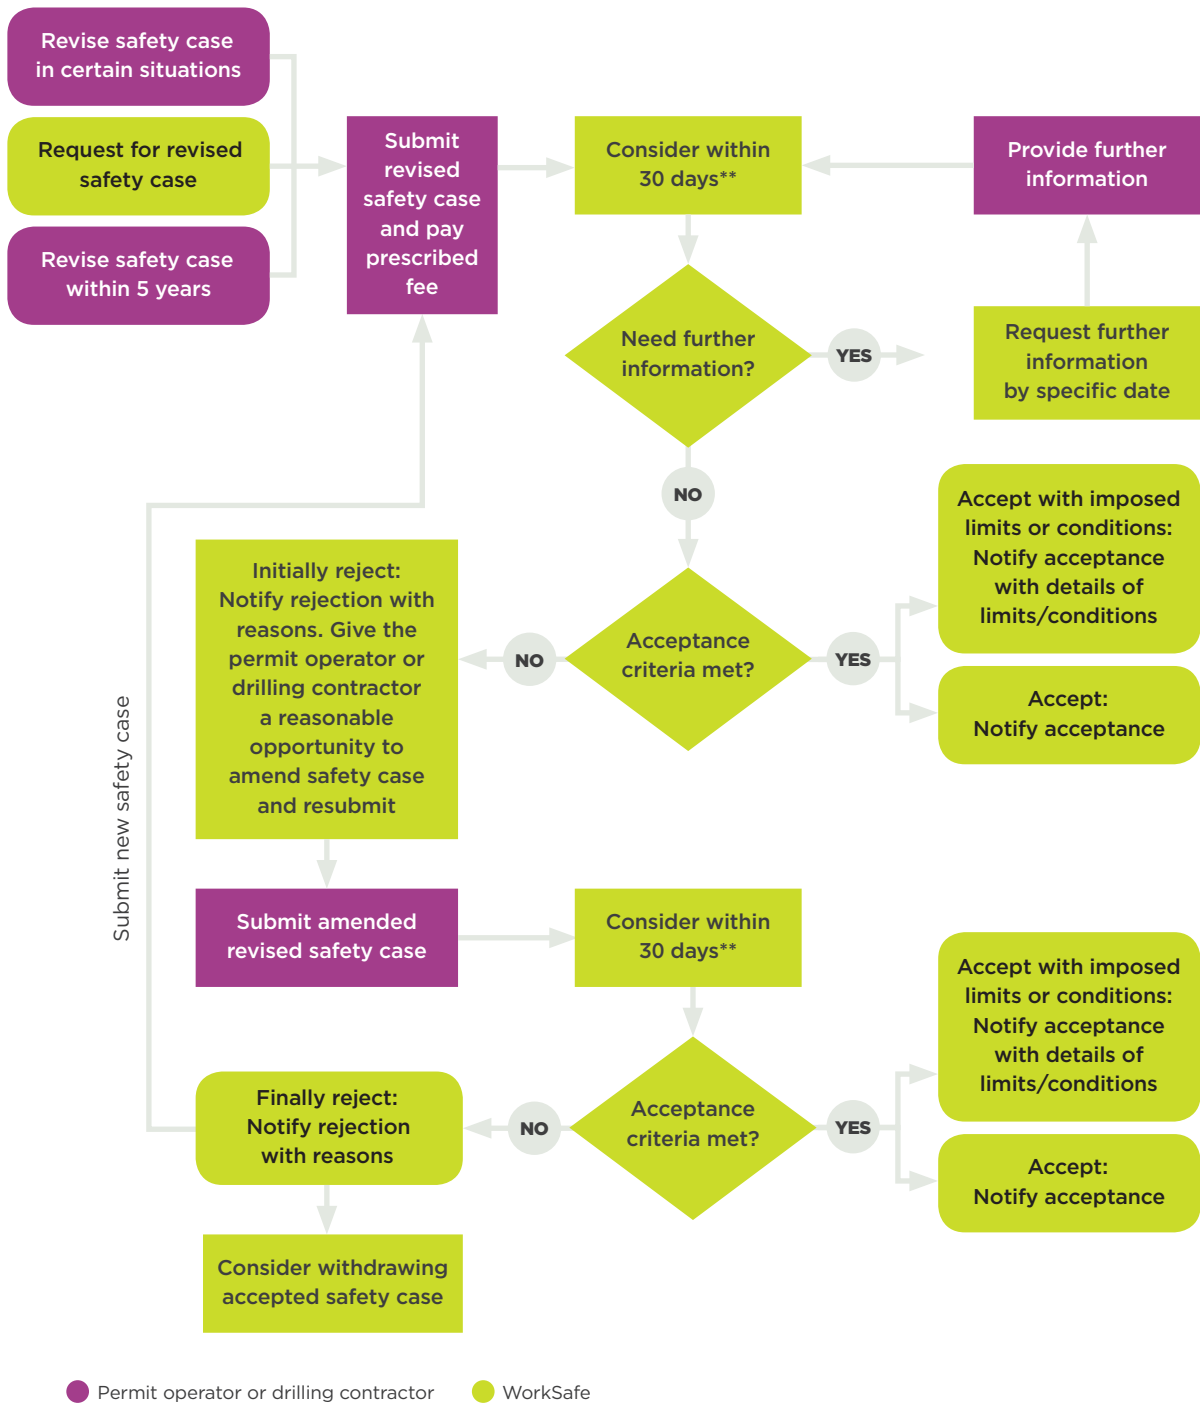 Revise safety case
in certain situations
Request for revised
safety case
Revise safety case
within 5 years
Submit
revised
safety case
and pay
prescribed
fee
Consider within
30 days**
Provide further
information
Need further
information?
YES
Request further
information
by specific date
NO
Acceptance
criteria met?
YES
Accept with imposed
limits or conditions:
Notify acceptance
with details of
limits/conditions
Accept:
Notify acceptance
NO
Initially reject:
Notify rejection with
reasons. Give the
permit operator or
drilling contractor
a reasonable
opportunity to
amend safety case
and resubmit
Submit new safety case
Submit amended
revised safety case
Consider within
30 days**
Acceptance
criteria met?
YES
Accept with imposed
limits or conditions:
Notify acceptance
with details of
limits/conditions
Accept:
Notify acceptance
NO
Finally reject:
Notify rejection
with reasons
Consider withdrawing
accepted safety case
Permit operator or drilling contractor
WorkSafe